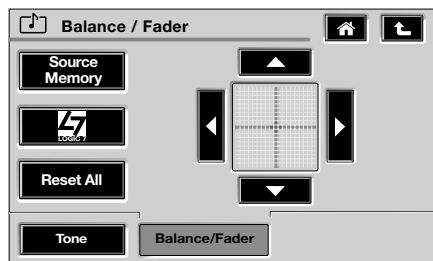 Balance / Fader
Source
Memory
LOGIC 7
Reset All
Tone
Balance/Fader